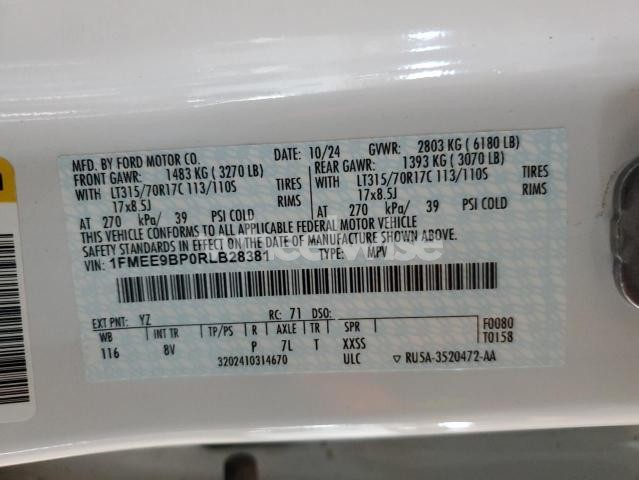 MFD. BY FORD MOTOR CO. DATE: 10/24 GVWR: 2803 KG ( 6180 LB)
FRONT GAWR: 1483 KG ( 3270 LB) REAR GAWR: 1393 KG ( 3070 LB)
WITH LT315/70R17C 113/110S TIRES WITH LT315/70R17C 113/110S TIRES
17x8.5J RIMS 17x8.5J RIMS
AT 270 kPa/ 39 PSI COLD AT 270 kPa/ 39 PSI COLD
THIS VEHICLE CONFORMS TO ALL APPLICABLE FEDERAL MOTOR VEHICLE
SAFETY STANDARDS IN EFFECT ON THE DATE OF MANUFACTURE SHOWN ABOVE.
VIN: 1FMEE9BP0RLB28381 TYPE: MPV
EXT PNT: YZ RC: 71 DSO: F0080
WB INT TR TP/PS R AXLE TR SPR T0158
116 8V P 7L T XXSS
3202410314670 ULC ▽ RU5A-3520472-AA